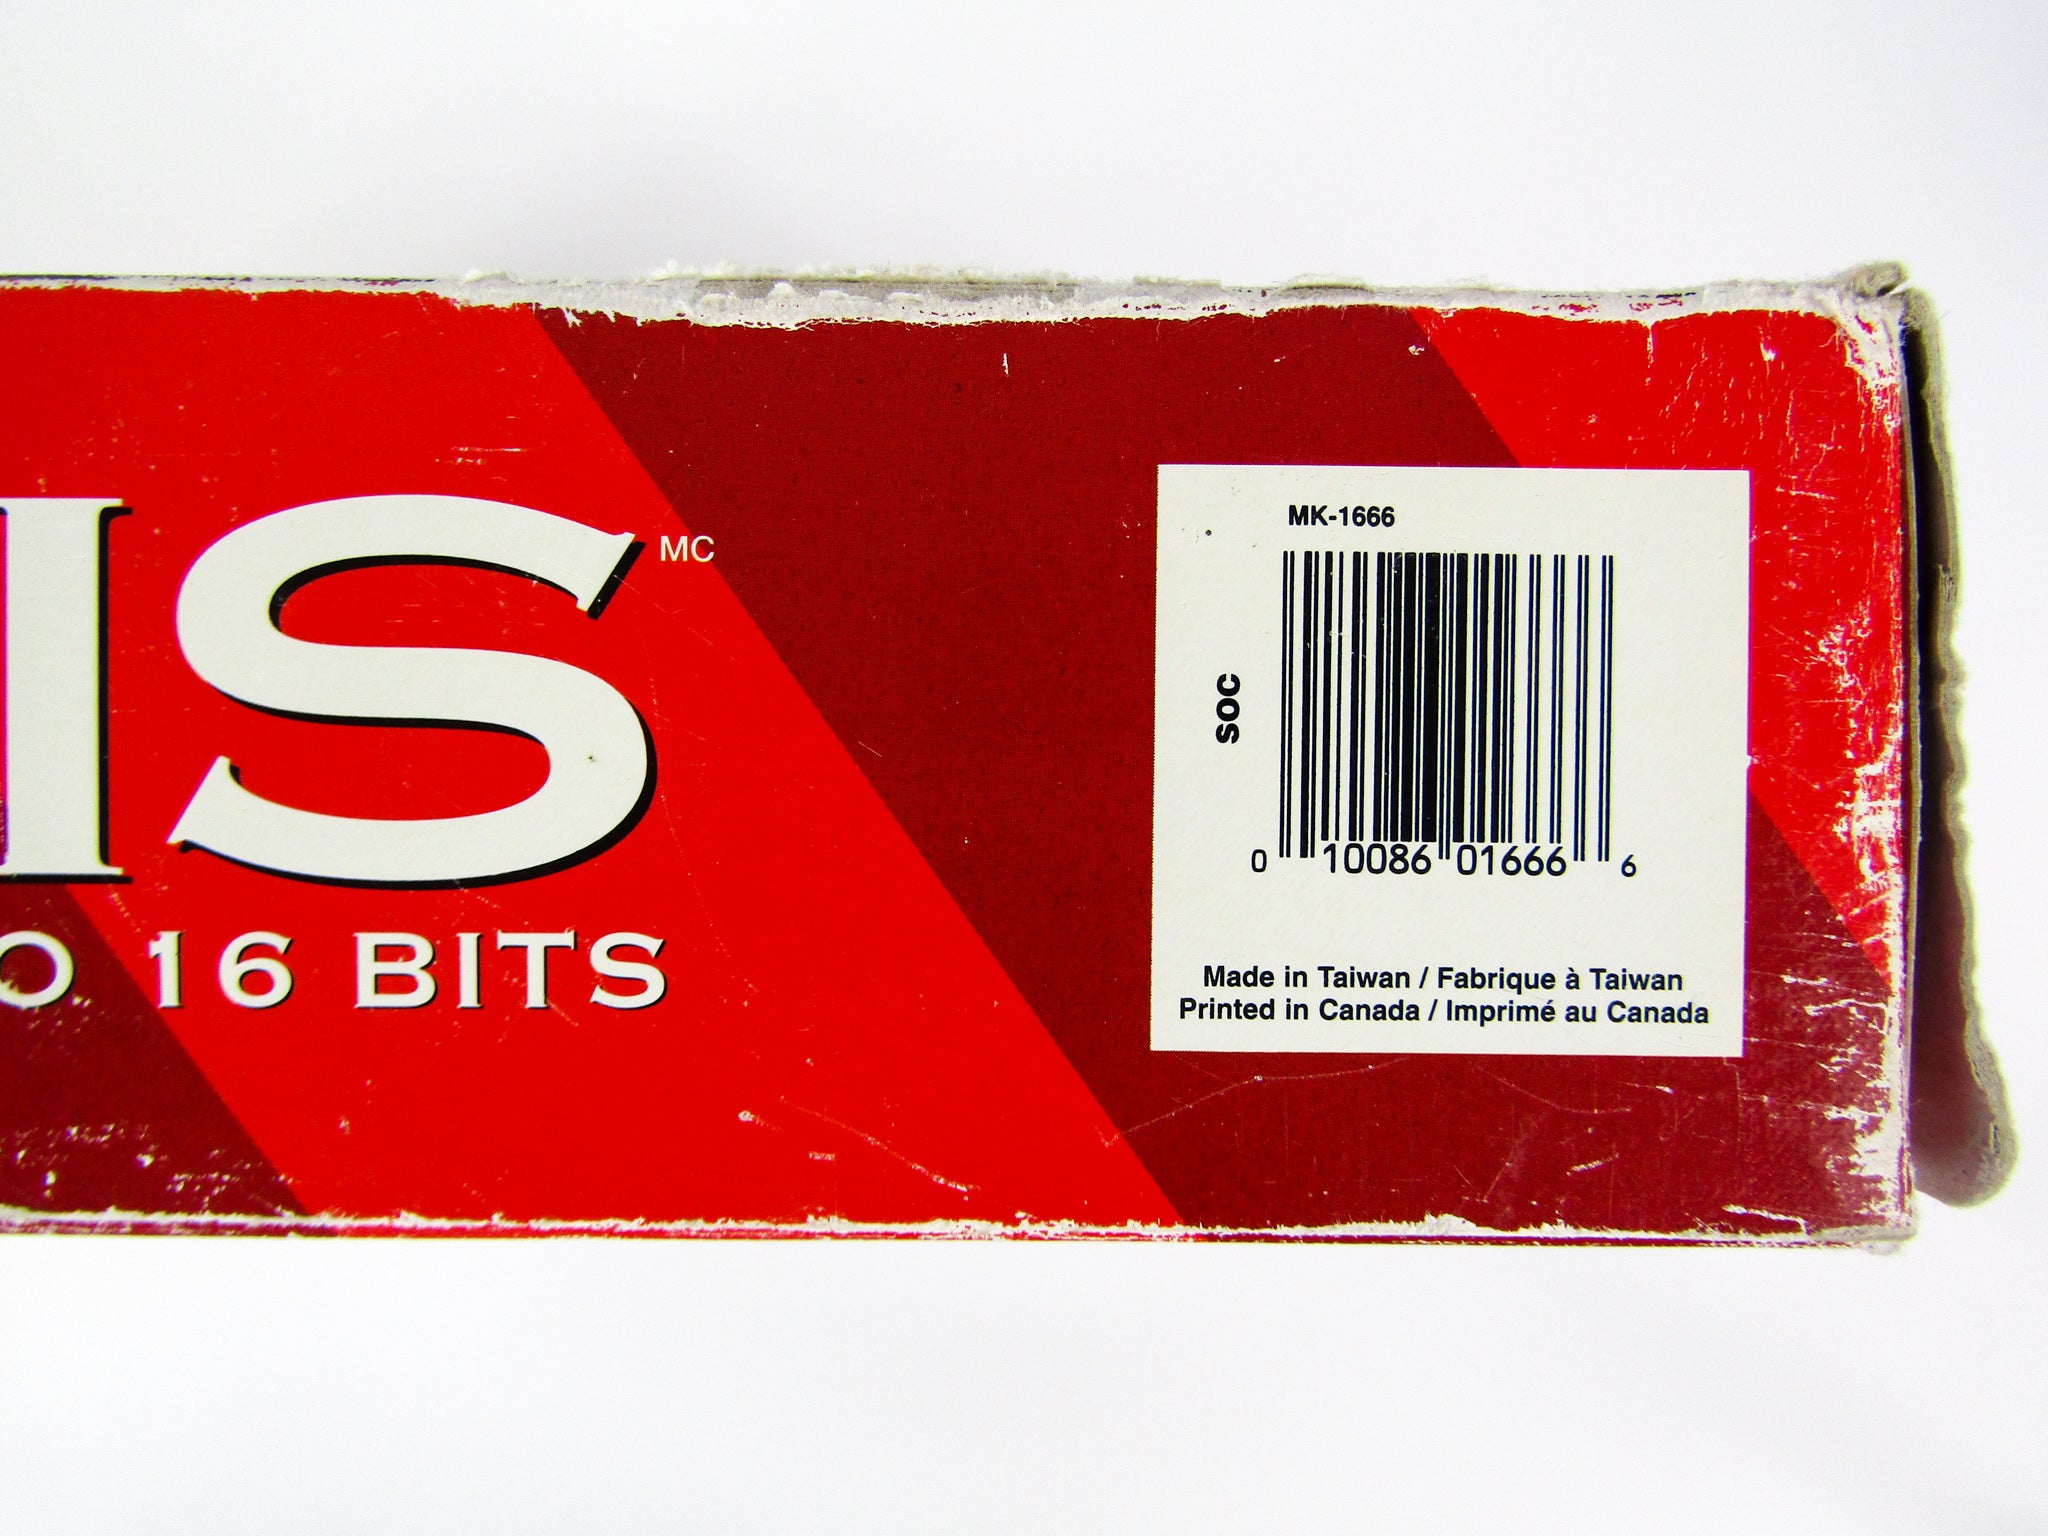 IS MC
O 16 BITS
MK-1666
soc
0 10086 01666 6
Made in Taiwan / Fabrique à Taiwan
Printed in Canada / Imprimé au Canada